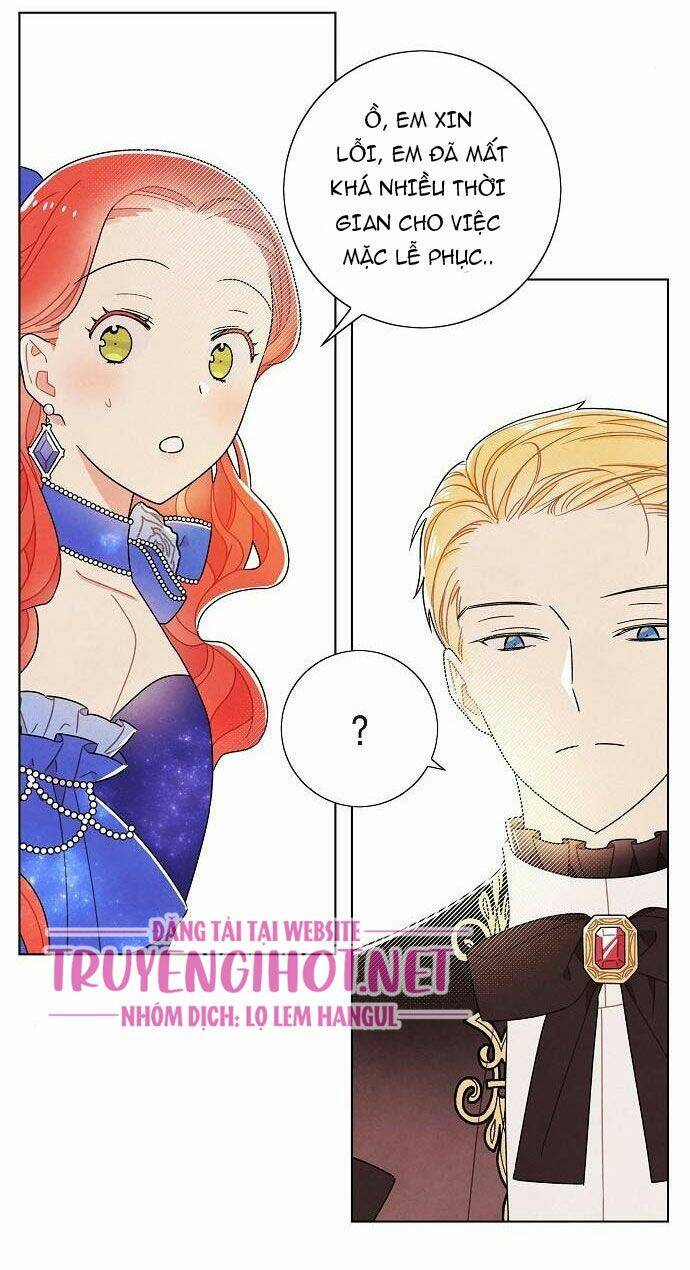 Ồ, EM XIN
LỖI, EM ĐÃ MẤT
KHÁ NHIỀU THỜI
GIAN CHO VIỆC
MẶC LỄ PHỤC..
?
ĐĂNG TẢI TẠI WEBSITE
TRUYENGIHOT.NET
NHÓM DỊCH: LỌ LEM HANGUL